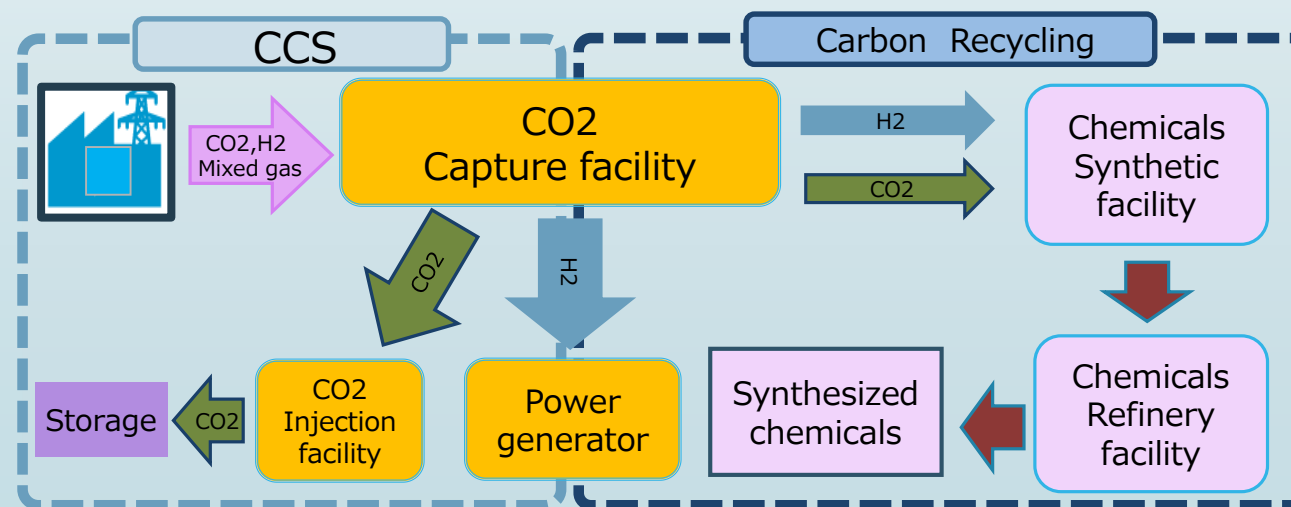 CCS
Carbon Recycling
CO2,H2
Mixed gas
CO2
Capture facility
H2
CO2
Chemicals
Synthetic
facility
CO2
H2
Storage
CO2
CO2
Injection
facility
Power
generator
Synthesized
chemicals
Chemicals
Refinery
facility